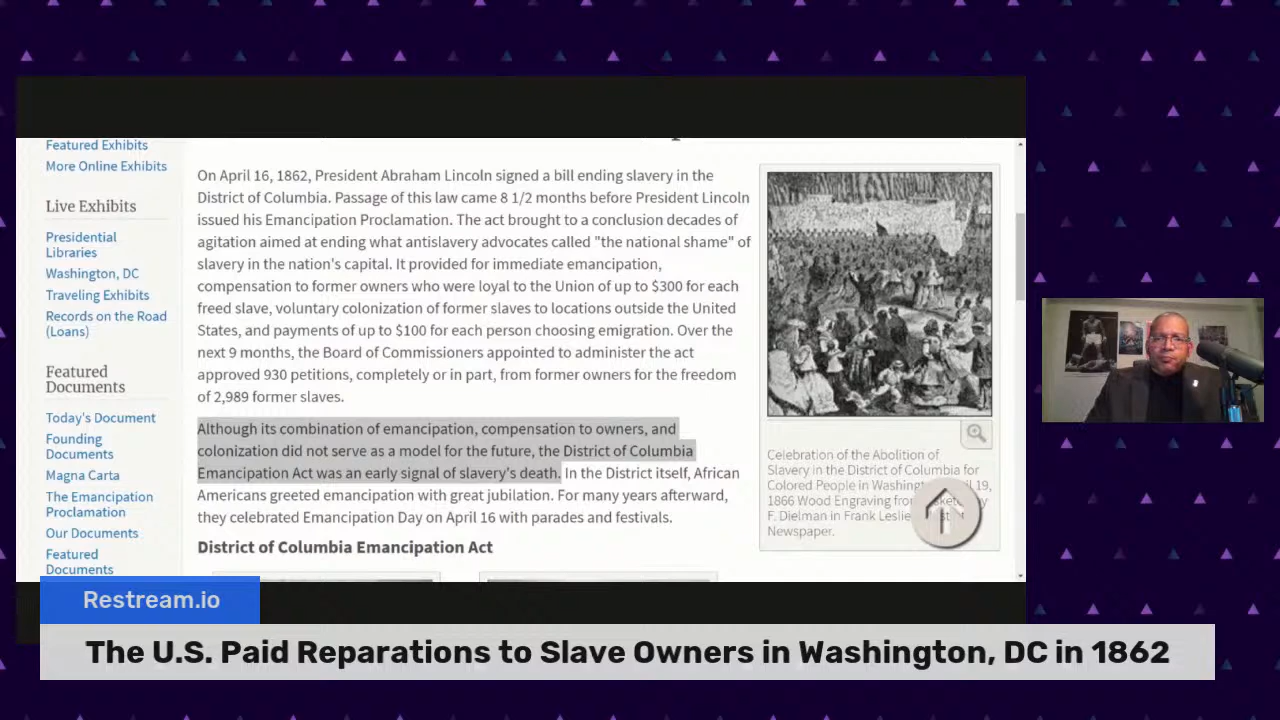 Featured Exhibits
More Online Exhibits
Live Exhibits
Presidential
Libraries
Washington, DC
Traveling Exhibits
Records on the Road
(Loans)
Featured
Documents
Today's Document
Founding
Documents
Magna Carta
The Emancipation
Proclamation
Our Documents
Featured
Documents
On April 16, 1862, President Abraham Lincoln signed a bill ending slavery in the
District of Columbia. Passage of this law came 8 1/2 months before President Lincoln
issued his Emancipation Proclamation. The act brought to a conclusion decades of
agitation aimed at ending what antislavery advocates called "the national shame" of
slavery in the nation's capital. It provided for immediate emancipation,
compensation to former owners who were loyal to the Union of up to $300 for each
freed slave, voluntary colonization of former slaves to locations outside the United
States, and payments of up to $100 for each person choosing emigration. Over the
next 9 months, the Board of Commissioners appointed to administer the act
approved 930 petitions, completely or in part, from former owners for the freedom
of 2,989 former slaves.
Although its combination of emancipation, compensation to owners, and
colonization did not serve as a model for the future, the District of Columbia
Emancipation Act was an early signal of slavery's death. In the District itself, African
Americans greeted emancipation with great jubilation. For many years afterward,
they celebrated Emancipation Day on April 16 with parades and festivals.
District of Columbia Emancipation Act
Celebration of the Abolition of
Slavery in the District of Columbia for
Colored People in 19,
1866 Wood Engraving
F. Dielman in Frank
Newspaper.
Restream.io
The U.S. Paid Reparations to Slave Owners in Washington, DC in 1862